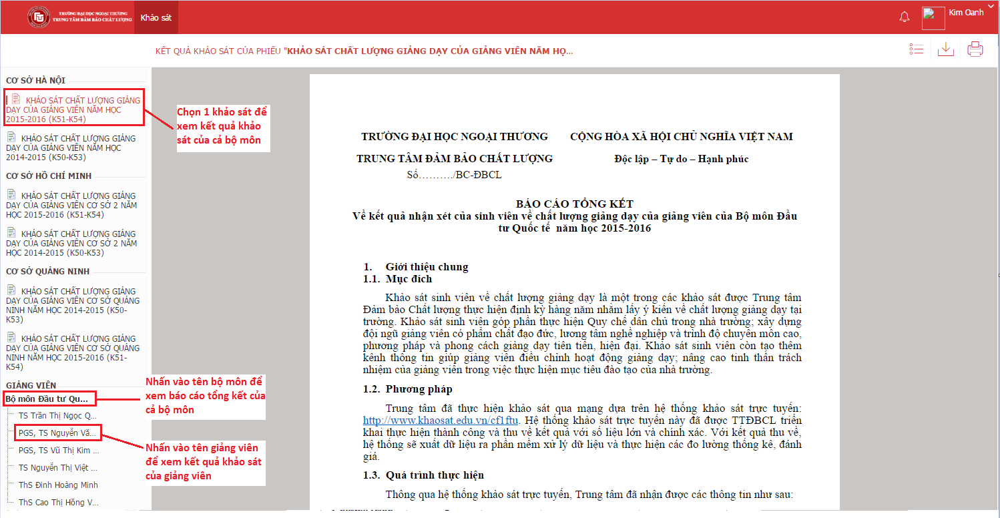 TRƯỜNG ĐẠI HỌC NGOẠI THƯƠNG
TRUNG TÂM ĐẢM BẢO CHẤT LƯỢNG
Khảo sát
Kim Oanh
KẾT QUẢ KHẢO SÁT CỦA PHIẾU "KHẢO SÁT CHẤT LƯỢNG GIẢNG DẠY CỦA GIẢNG VIÊN NĂM HỌ...
CƠ SỞ HÀ NỘI
KHẢO SÁT CHẤT LƯỢNG GIẢNG
DẠY CỦA GIẢNG VIÊN NĂM HỌC
2015-2016 (K51-K54)
KHẢO SÁT CHẤT LƯỢNG GIẢNG
DẠY CỦA GIẢNG VIÊN NĂM HỌC
2014-2015 (K50-K53)
CƠ SỞ HỒ CHÍ MINH
KHẢO SÁT CHẤT LƯỢNG GIẢNG
DẠY CỦA GIẢNG VIÊN CƠ SỞ 2 NĂM
HỌC 2015-2016 (K51-K54)
KHẢO SÁT CHẤT LƯỢNG GIẢNG
DẠY CỦA GIẢNG VIÊN CƠ SỞ 2 NĂM
HỌC 2014-2015 (K50-K53)
CƠ SỞ QUẢNG NINH
KHẢO SÁT CHẤT LƯỢNG GIẢNG
DẠY CỦA GIẢNG VIÊN CƠ SỞ QUẢNG
NINH NĂM HỌC 2014-2015 (K50-
K53)
KHẢO SÁT CHẤT LƯỢNG GIẢNG
DẠY CỦA GIẢNG VIÊN CƠ SỞ QUẢNG
NINH NĂM HỌC 2015-2016 (K51-
K54)
GIẢNG VIÊN
Bộ môn Đầu tư Qu...
TS Trần Thị Ngọc Q...
PGS, TS Nguyễn Vă...
PGS, TS Vũ Thị Kim ...
TS Nguyễn Thị Việt ...
ThS Đinh Hoàng Minh
ThS Cao Thị Hồng V...
Chọn 1 khảo sát để
xem kết quả khảo
sát của cả bộ môn
Nhấn vào tên bộ môn để
xem báo cáo tổng kết của
cả bộ môn
Nhấn vào tên giảng viên
để xem kết quả khảo sát
của giảng viên
TRƯỜNG ĐẠI HỌC NGOẠI THƯƠNG
CỘNG HÒA XÃ HỘI CHỦ NGHĨA VIỆT NAM
TRUNG TÂM ĐẢM BẢO CHẤT LƯỢNG
Độc lập – Tự do – Hạnh phúc
Số………./BC-ĐBCL
BÁO CÁO TỔNG KẾT
Về kết quả nhận xét của sinh viên về chất lượng giảng dạy của giảng viên của Bộ môn Đầu
tư Quốc tế năm học 2015-2016
1. Giới thiệu chung
1.1. Mục đích
Khảo sát sinh viên về chất lượng giảng dạy là một trong các khảo sát được Trung tâm
Đảm bảo Chất lượng thực hiện định kỳ hàng năm nhằm lấy ý kiến về chất lượng giảng dạy tại
trường. Khảo sát sinh viên góp phần thực hiện Quy chế dân chủ trong nhà trường; xây dựng
đội ngũ giảng viên có phẩm chất đạo đức, lương tâm nghề nghiệp và trình độ chuyên môn cao,
phương pháp và phong cách giảng dạy tiên tiến, hiện đại. Khảo sát sinh viên còn tạo thêm
kênh thông tin giúp giảng viên điều chỉnh hoạt động giảng dạy; nâng cao tinh thần trách
nhiệm của giảng viên trong việc thực hiện mục tiêu đào tạo của nhà trường.
1.2. Phương pháp
Trung tâm đã thực hiện khảo sát qua mạng dựa trên hệ thống khảo sát trực tuyến:
http://www.khaosat.edu.vn/cf1ftu. Hệ thống khảo sát trực tuyến này đã được TTĐBCL triển
khai thực hiện thành công và thu về kết quả với số liệu lớn và chính xác. Với kết quả thu về,
hệ thống sẽ xuất dữ liệu ra phần mềm xử lý dữ liệu và thực hiện các đo lường thống kê, đánh
giá.
1.3. Quá trình thực hiện
Thông qua hệ thống khảo sát trực tuyến, Trung tâm đã nhận được các thông tin như sau: